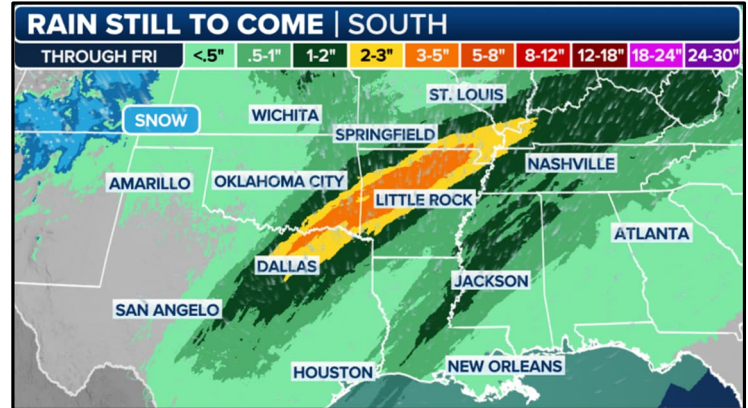 RAIN STILL TO COME | SOUTH
THROUGH FRI <.5" .5-1" 1-2" 2-3" 3-5" 5-8" 8-12" 12-18" 18-24" 24-30"
ST. LOUIS
WICHITA
SNOW
SPRINGFIELD
NASHVILLE
AMARILLO OKLAHOMA CITY
LITTLE ROCK
ATLANTA
DALLAS
JACKSON
SAN ANGELO
HOUSTON NEW ORLEANS